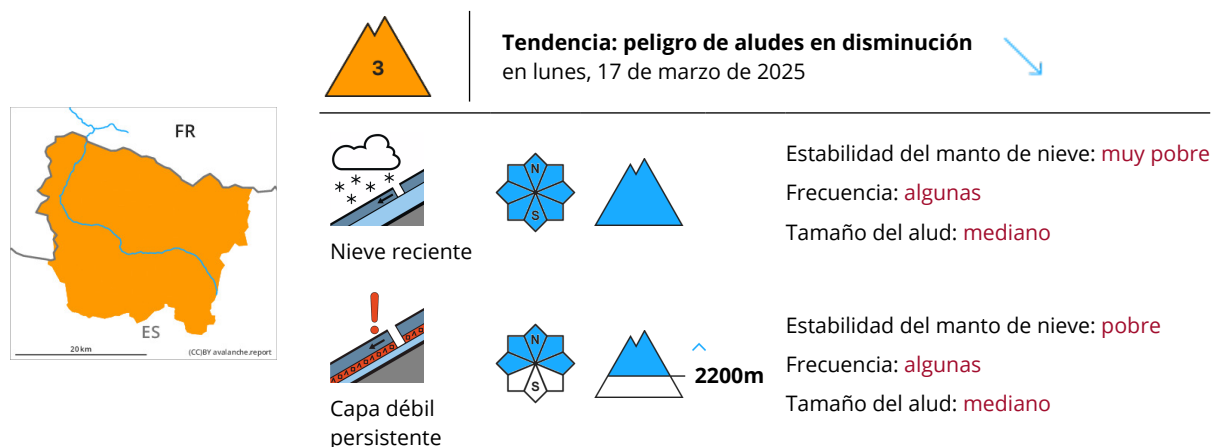 3
Tendencia: peligro de aludes en disminución
en lunes, 17 de marzo de 2025
FR
ES
20 km
(CC)BY avalanche.report
N
S
Nieve reciente
Estabilidad del manto de nieve: muy pobre
Frecuencia: algunas
Tamaño del alud: mediano
N
S
2200m
Capa débil
persistente
Estabilidad del manto de nieve: pobre
Frecuencia: algunas
Tamaño del alud: mediano